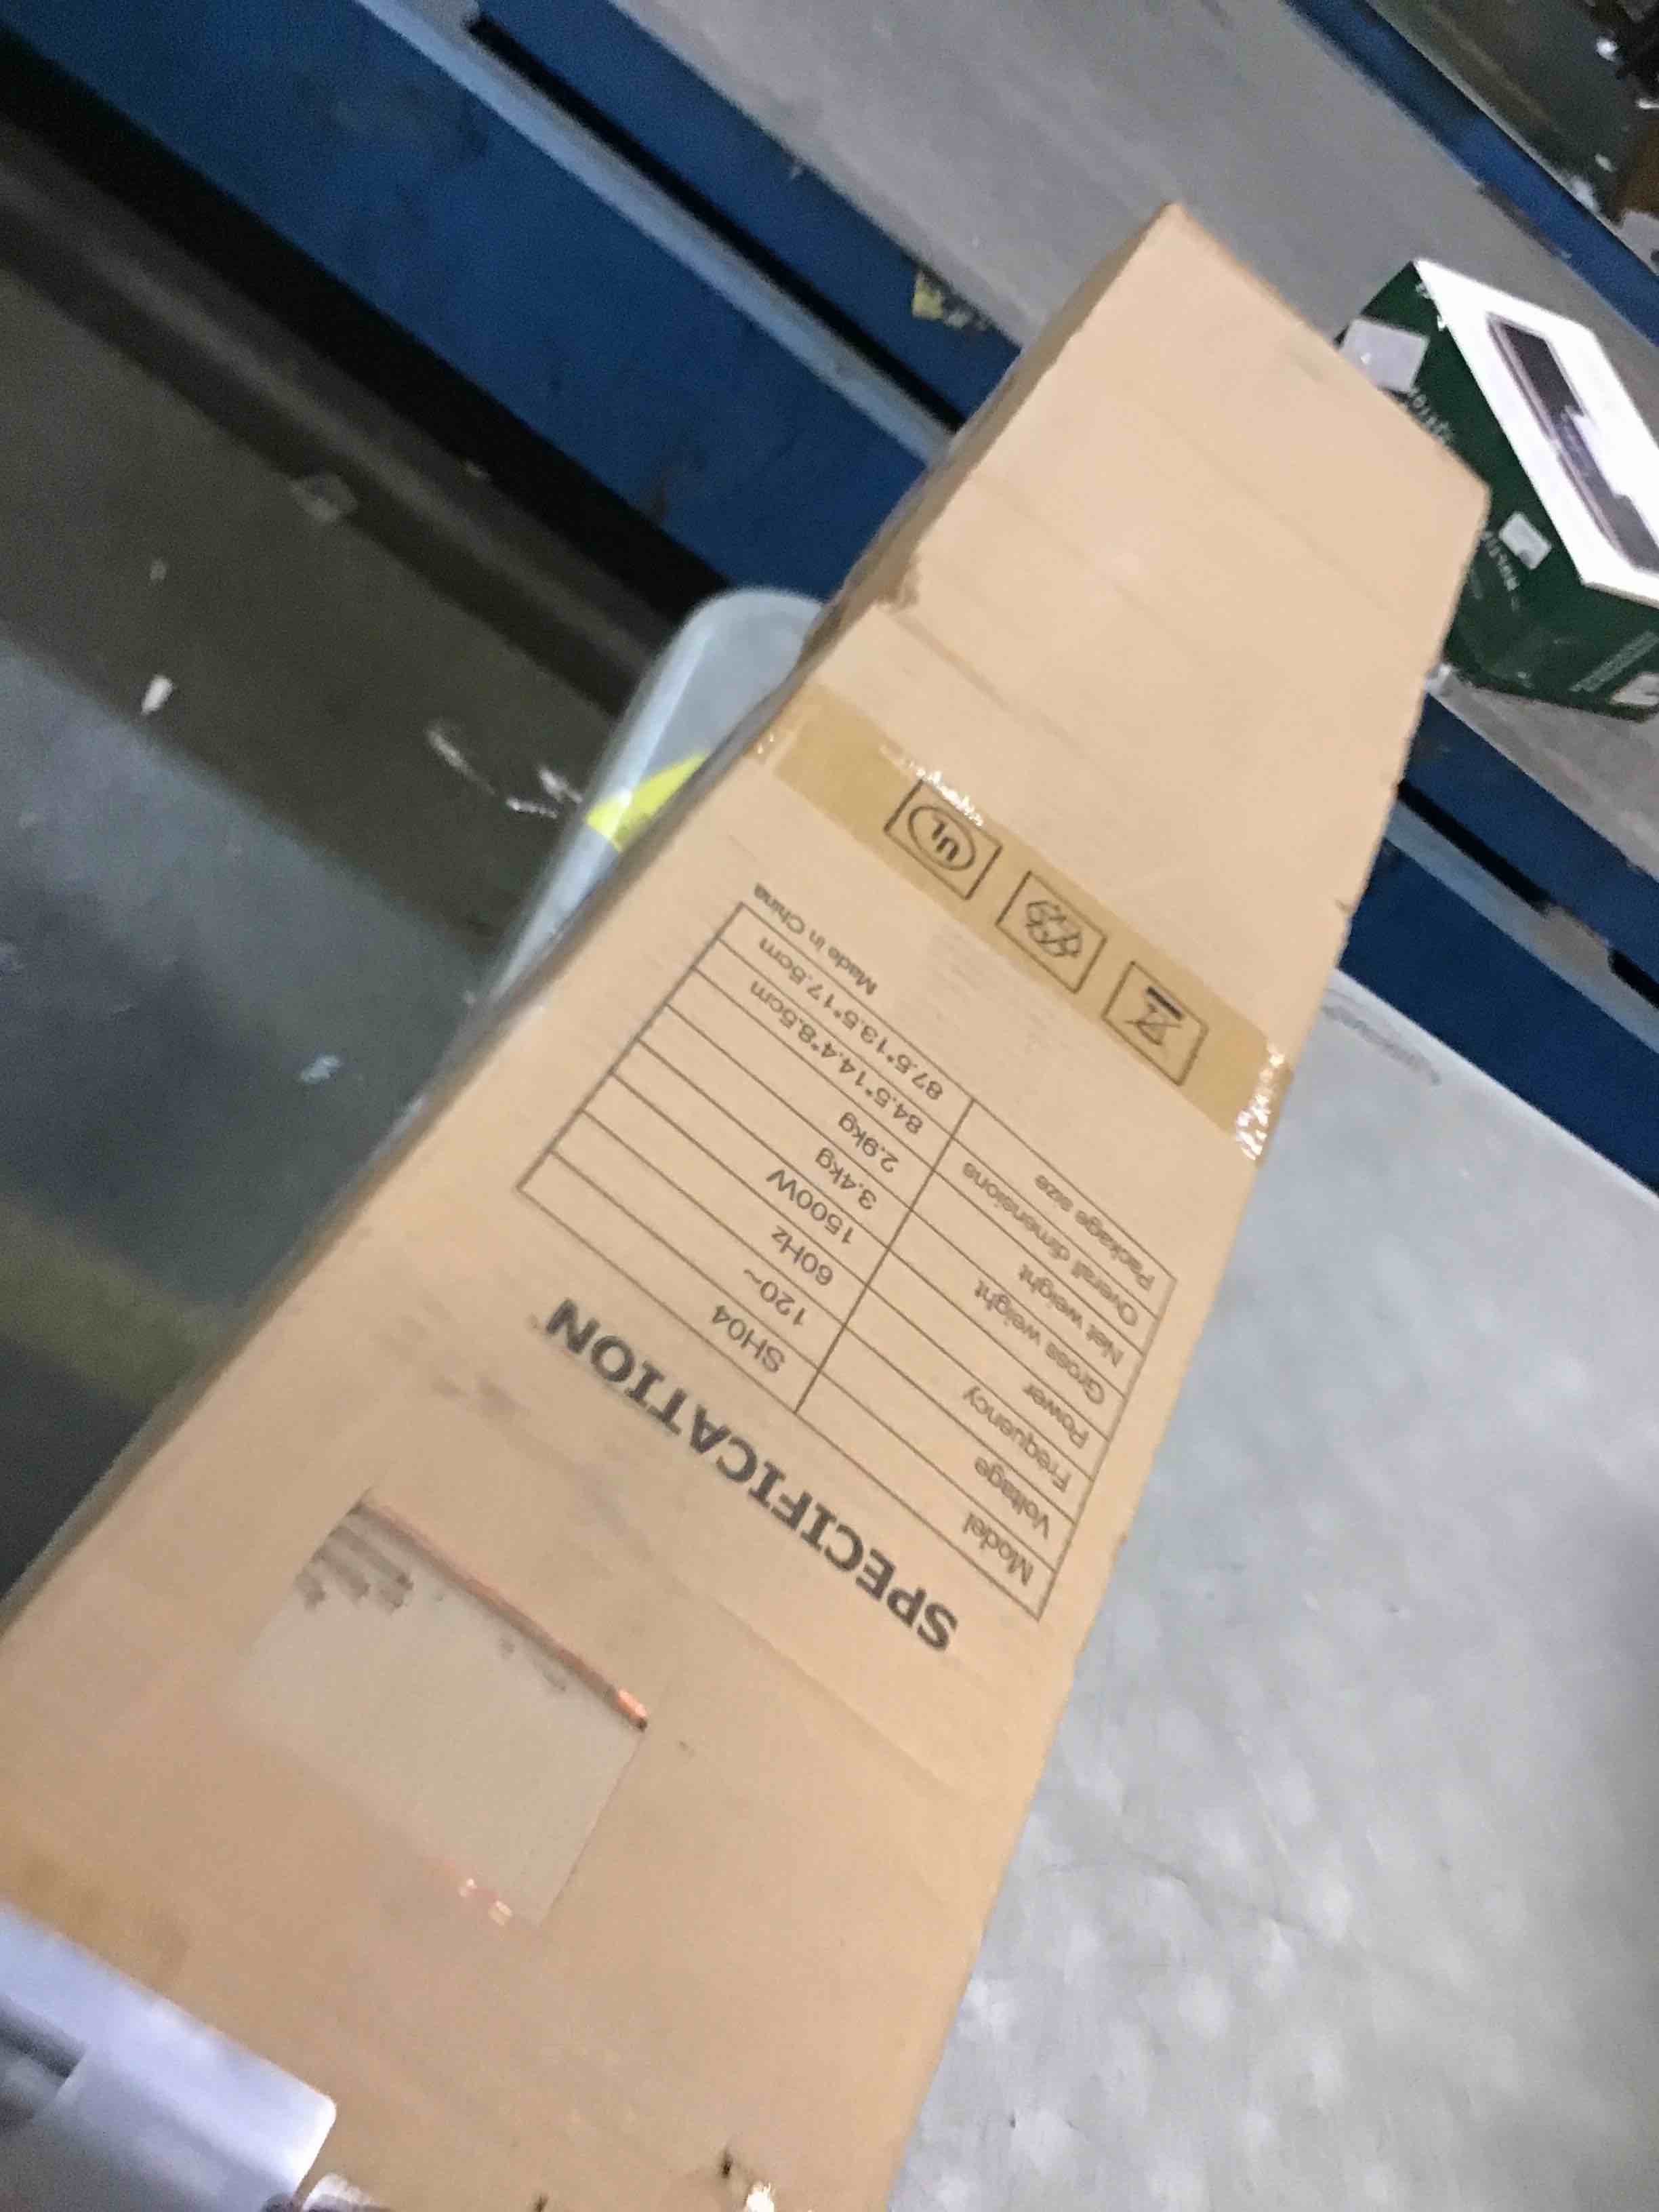 SPECIFICATION
Model SH04
Voltage 120~
Frequency 60Hz
Power 1500W
Gross weight 3.4kg
Net weight 2.9kg
Overall dimensions 84.5*14.4*8.5cm
Package size 87.5*13.5*17.5cm
Made in China
UL